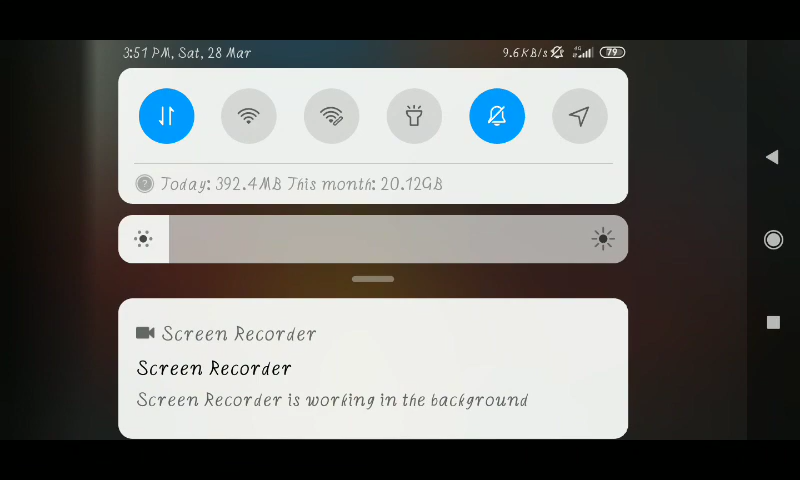 3:51 PM, Sat, 28 Mar
9.6 KB/s 4G 79
Today: 392.4MB This month: 20.12GB
Screen Recorder
Screen Recorder
Screen Recorder is working in the background